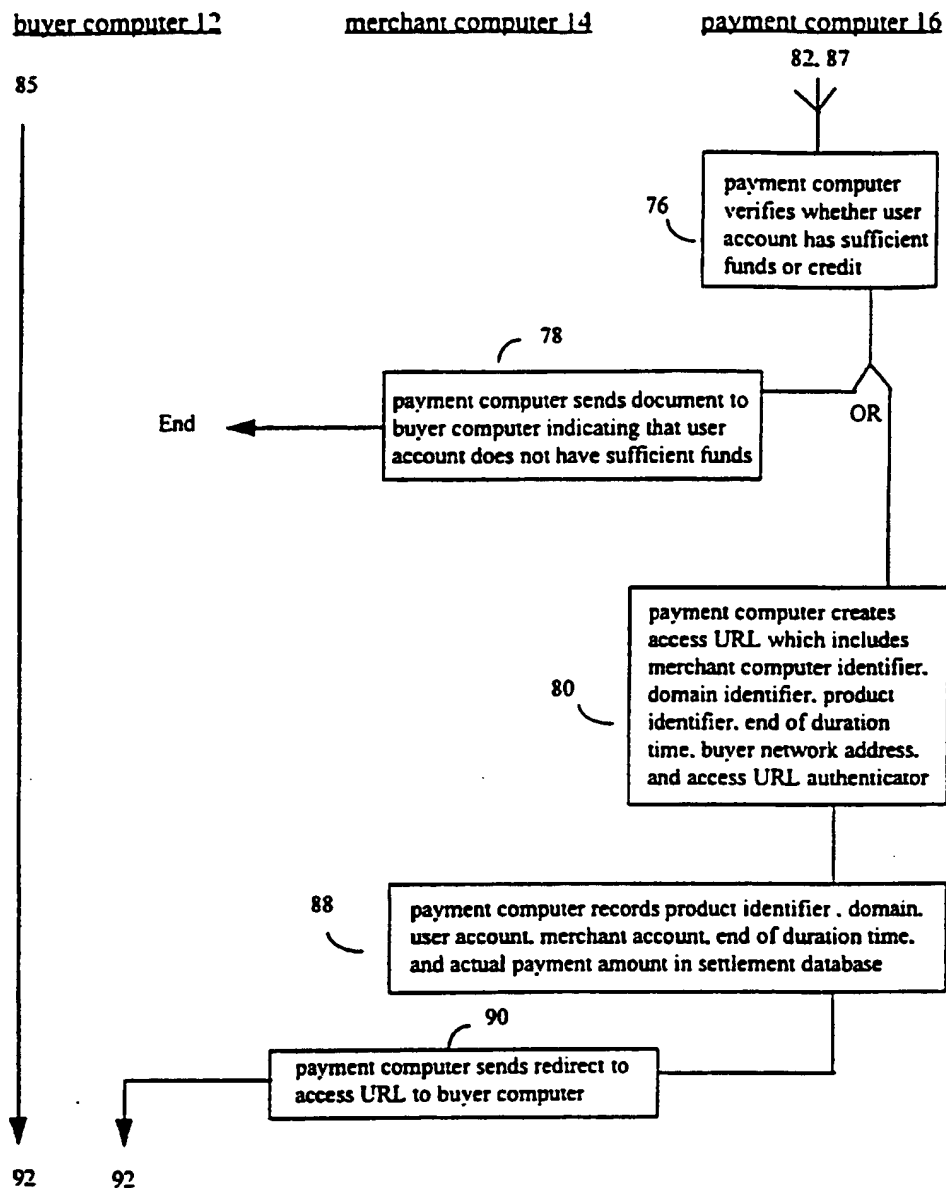 buyer computer 12 merchant computer 14 payment computer 16
82, 87
85
payment computer
verifies whether user
account has sufficient
funds or credit
76
78
payment computer sends document to
buyer computer indicating that user
account does not have sufficient funds
End
OR
payment computer creates
access URL which includes
merchant computer identifier,
domain identifier, product
identifier, end of duration
time, buyer network address,
and access URL authenticator
80
88
payment computer records product identifier , domain,
user account, merchant account, end of duration time,
and actual payment amount in settlement database
90
payment computer sends redirect to
access URL to buyer computer
92 92